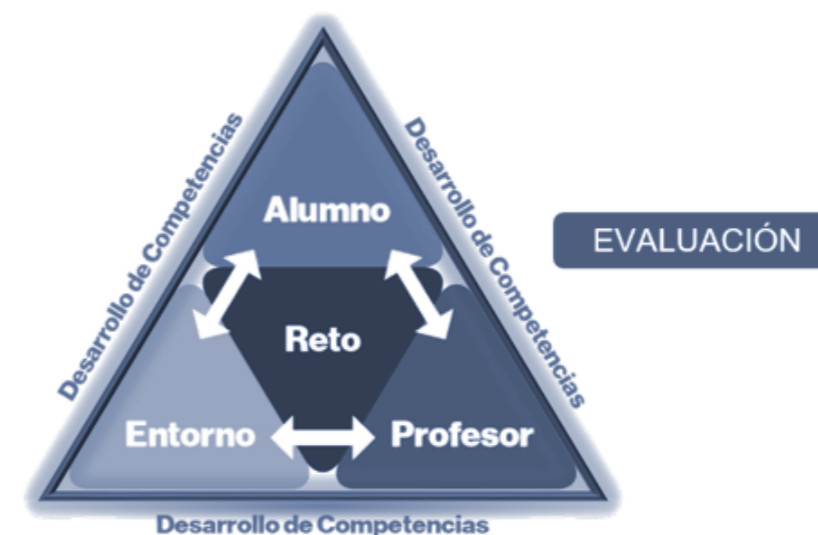 Desarrollo de Competencias
Desarrollo de Competencias
Alumno
EVALUACIÓN
Reto
Entorno
Profesor
Desarrollo de Competencias